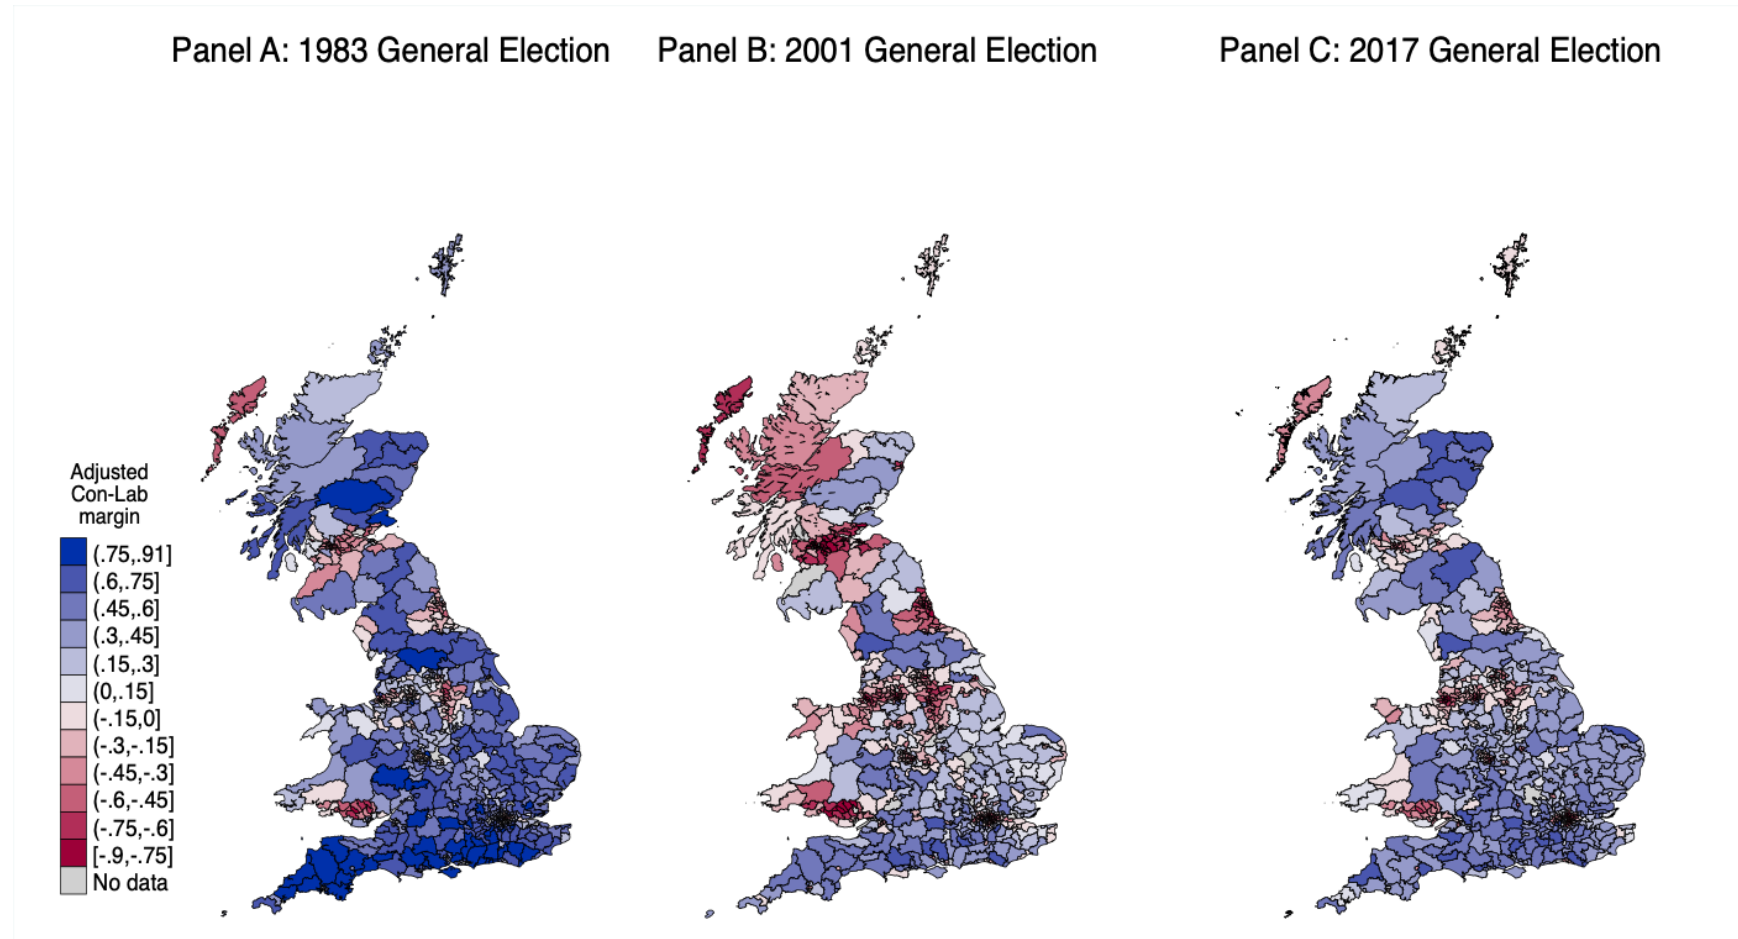 Panel A: 1983 General Election
Panel B: 2001 General Election
Panel C: 2017 General Election
Adjusted
Con-Lab
margin
(.75,.91]
(.6,.75]
(.45,.6]
(.3,.45]
(.15,.3]
(0,.15]
(-.15,0]
(-.3,-.15]
(-.45,-.3]
(-.6,-.45]
(-.75,-.6]
[-.9,-.75]
No data